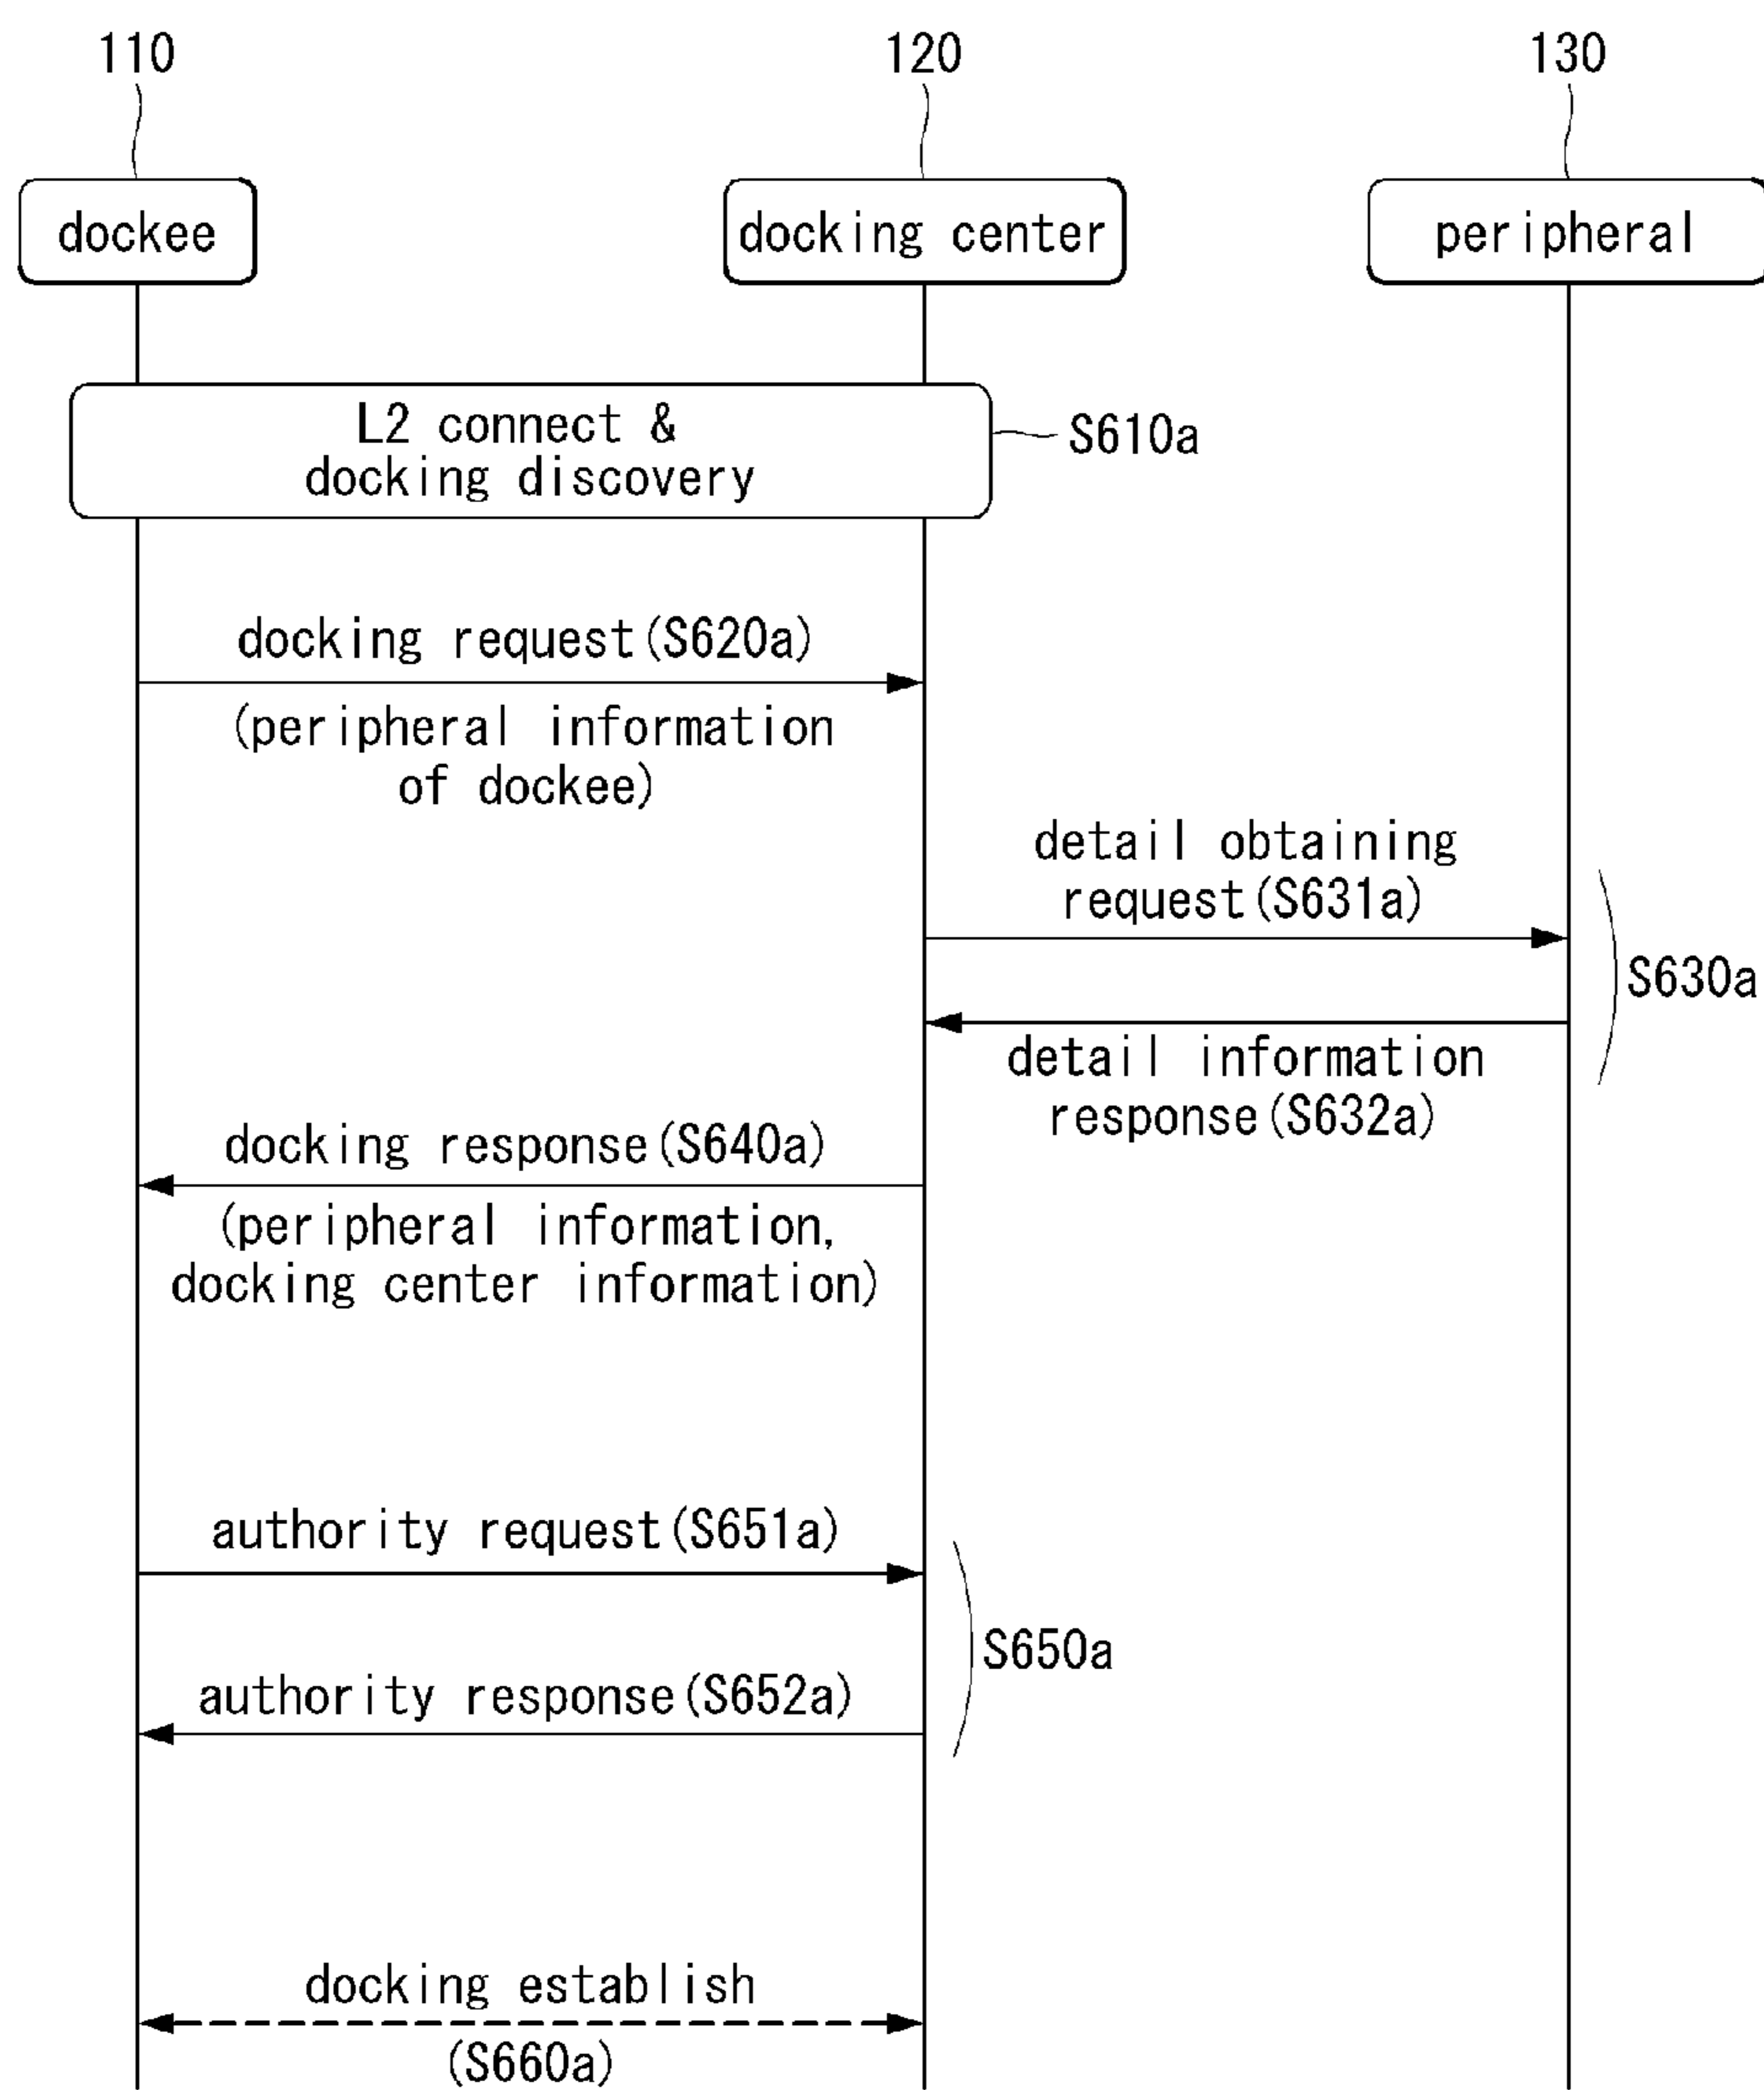 110
120
130
dockee
docking center
peripheral
L2 connect &
docking discovery
S610a
docking request(S620a)
(peripheral information
of dockee)
detail obtaining
request(S631a)
S630a
detail information
response(S632a)
docking response(S640a)
(peripheral information,
docking center information)
authority request(S651a)
S650a
authority response(S652a)
docking establish
(S660a)